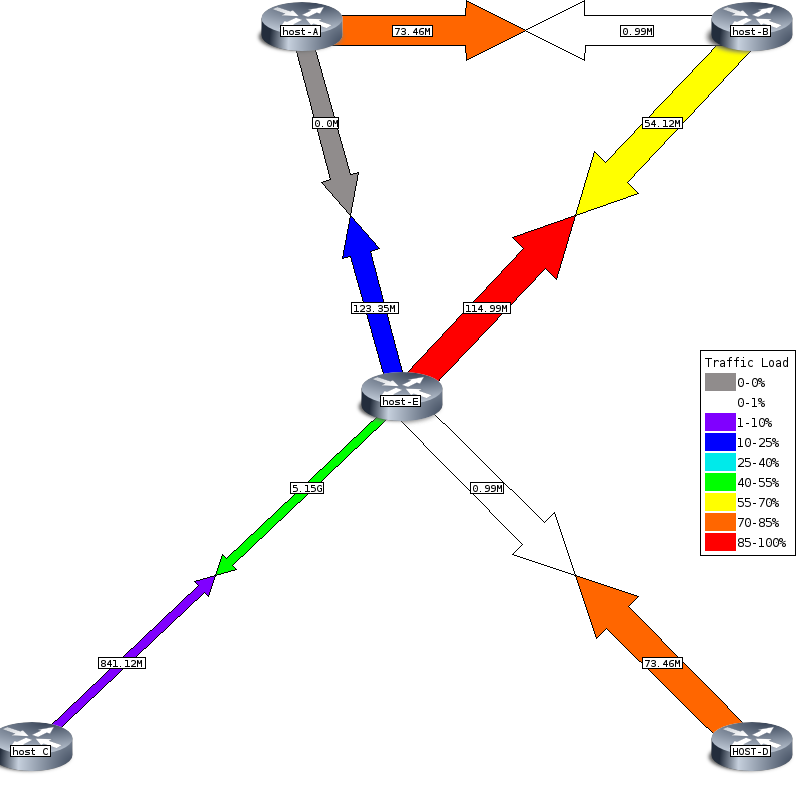 host-A
73.46M
0.99M
host-B
0.0M
54.12M
123.35M
114.99M
host-E
Traffic Load
0-0%
0-1%
1-10%
10-25%
25-40%
40-55%
55-70%
70-85%
85-100%
5.15G
0.99M
841.12M
73.46M
host C
HOST-D